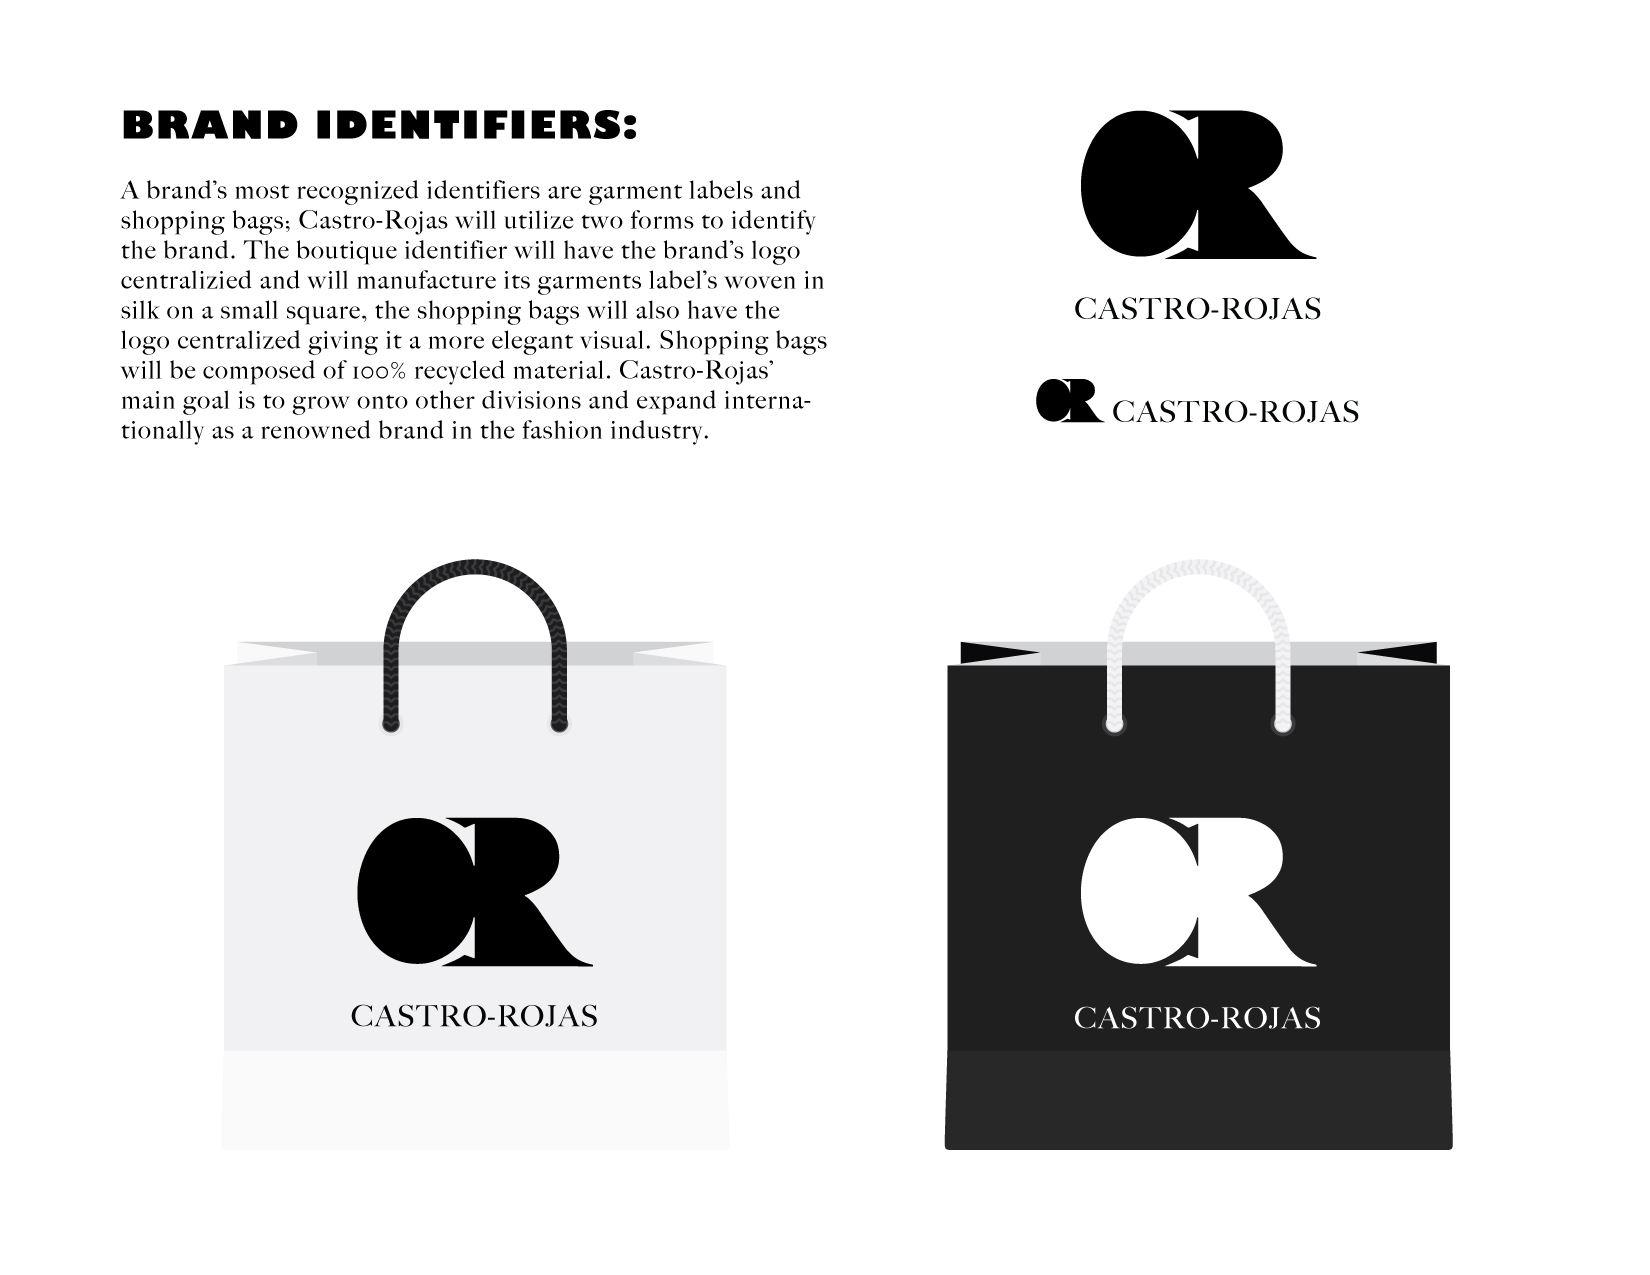 BRAND IDENTIFIERS:
A brand’s most recognized identifiers are garment labels and
shopping bags; Castro-Rojas will utilize two forms to identify
the brand. The boutique identifier will have the brand’s logo
centralizied and will manufacture its garments label’s woven in
silk on a small square, the shopping bags will also have the
logo centralized giving it a more elegant visual. Shopping bags
will be composed of 100% recycled material. Castro-Rojas’
main goal is to grow onto other divisions and expand interna-
tionally as a renowned brand in the fashion industry.
CR
CASTRO-ROJAS
CR CASTRO-ROJAS
CR
CASTRO-ROJAS
CR
CASTRO-ROJAS